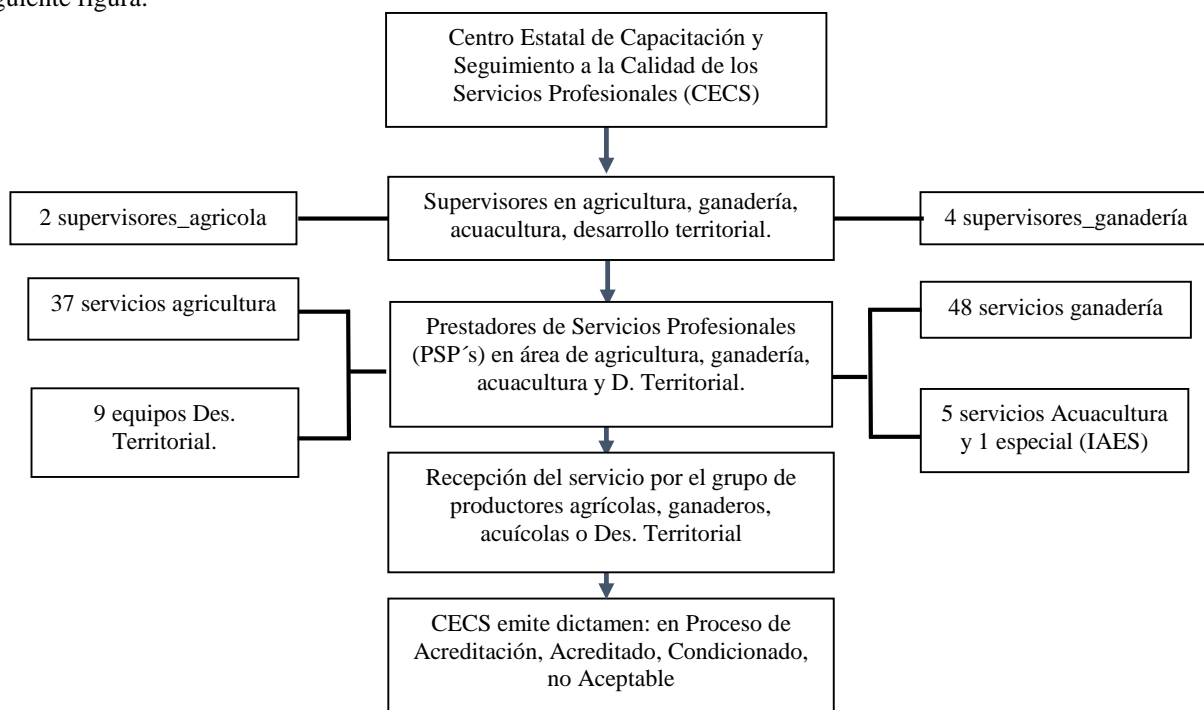 guiente figura.
Centro Estatal de Capacitación y
Seguimiento a la Calidad de los
Servicios Profesionales (CECS)
2 supervisores_agricola
Supervisores en agricultura, ganadería,
acuacultura, desarrollo territorial.
4 supervisores_ganadería
37 servicios agricultura
9 equipos Des.
Territorial.
Prestadores de Servicios Profesionales
(PSP´s) en área de agricultura, ganadería,
acuacultura y D. Territorial.
48 servicios ganadería
5 servicios Acuacultura
y 1 especial (IAES)
Recepción del servicio por el grupo de
productores agrícolas, ganaderos,
acuícolas o Des. Territorial
CECS emite dictamen: en Proceso de
Acreditación, Acreditado, Condicionado,
no Aceptable